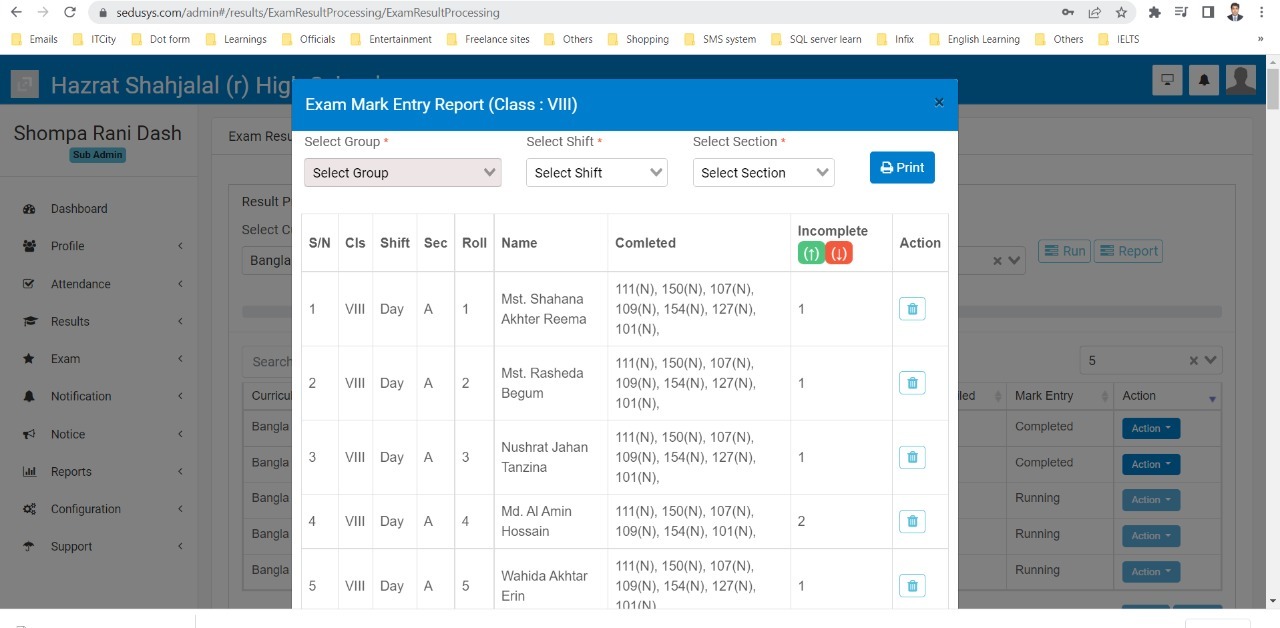 sedusys.com/admin#/results/ExamResultProcessing/ExamResultProcessing
Emails ITCity Dot form Learnings Officials Entertainment Freelance sites Others Shopping SMS system SQL server learn Infix English Learning Others IELTS »
Hazrat Shahjalal (r) Hig
Exam Mark Entry Report (Class : VIII) ×
Shompa Rani Dash
Sub Admin
Exam Resu
Dashboard
Profile
Attendance
Results
Exam
Notification
Notice
Reports
Configuration
Support
Result P
Select C
Bangla
Run Report
Search
5
Curricul
Bangla
Bangla
Bangla
Bangla
Bangla
led Mark Entry Action
Completed Action
Completed Action
Running Action
Running Action
Running Action
Select Group * Select Shift * Select Section *
Select Group Select Shift Select Section Print
S/N Cls Shift Sec Roll Name Comleted Incomplete Action
(↑) (↓)
1 VIII Day A 1 Mst. Shahana Akhter Reema 111(N), 150(N), 107(N), 109(N), 154(N), 127(N), 101(N), 1
2 VIII Day A 2 Mst. Rasheda Begum 111(N), 150(N), 107(N), 109(N), 154(N), 127(N), 101(N), 1
3 VIII Day A 3 Nushrat Jahan Tanzina 111(N), 150(N), 107(N), 109(N), 154(N), 127(N), 101(N), 1
4 VIII Day A 4 Md. Al Amin Hossain 111(N), 150(N), 107(N), 109(N), 154(N), 101(N), 2
5 VIII Day A 5 Wahida Akhtar Erin 111(N), 150(N), 107(N), 109(N), 154(N), 127(N), 101(N) 1